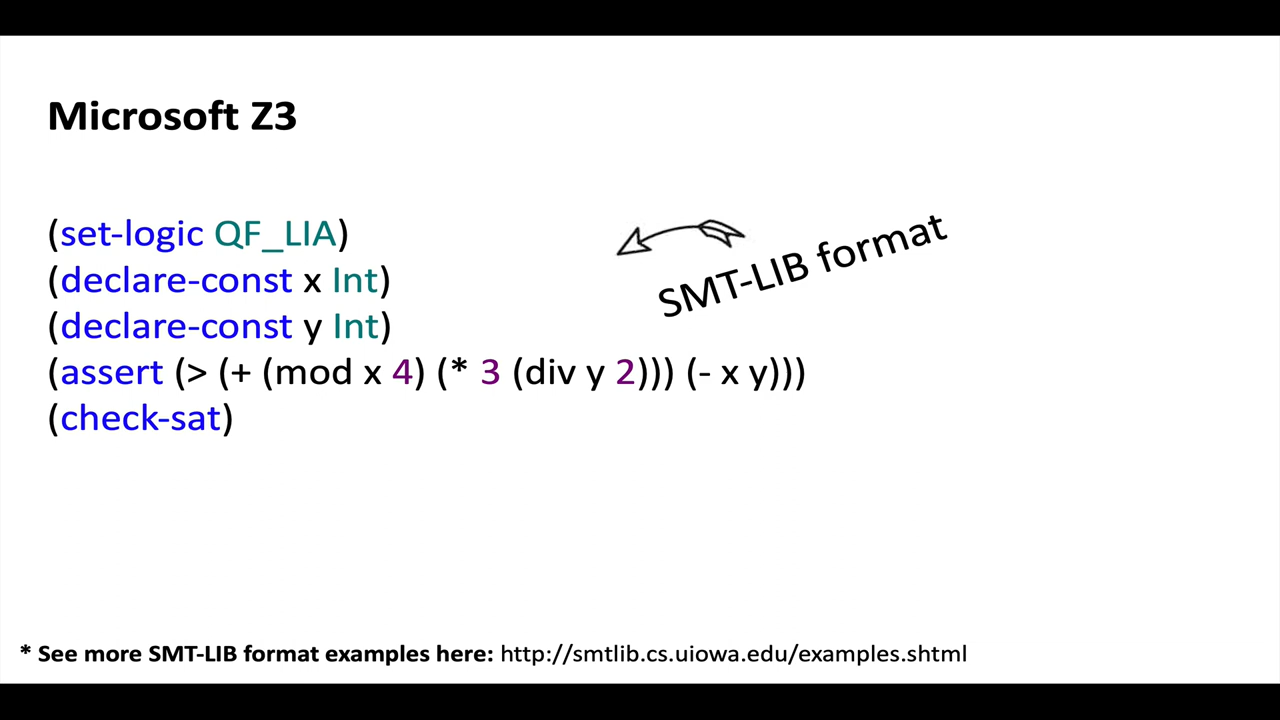 Microsoft Z3
(set-logic QF_LIA)
(declare-const x Int)
(declare-const y Int)
(assert (> (+ (mod x 4) (* 3 (div y 2))) (- x y)))
(check-sat)
SMT-LIB format
* See more SMT-LIB format examples here: http://smtlib.cs.uiowa.edu/examples.shtml